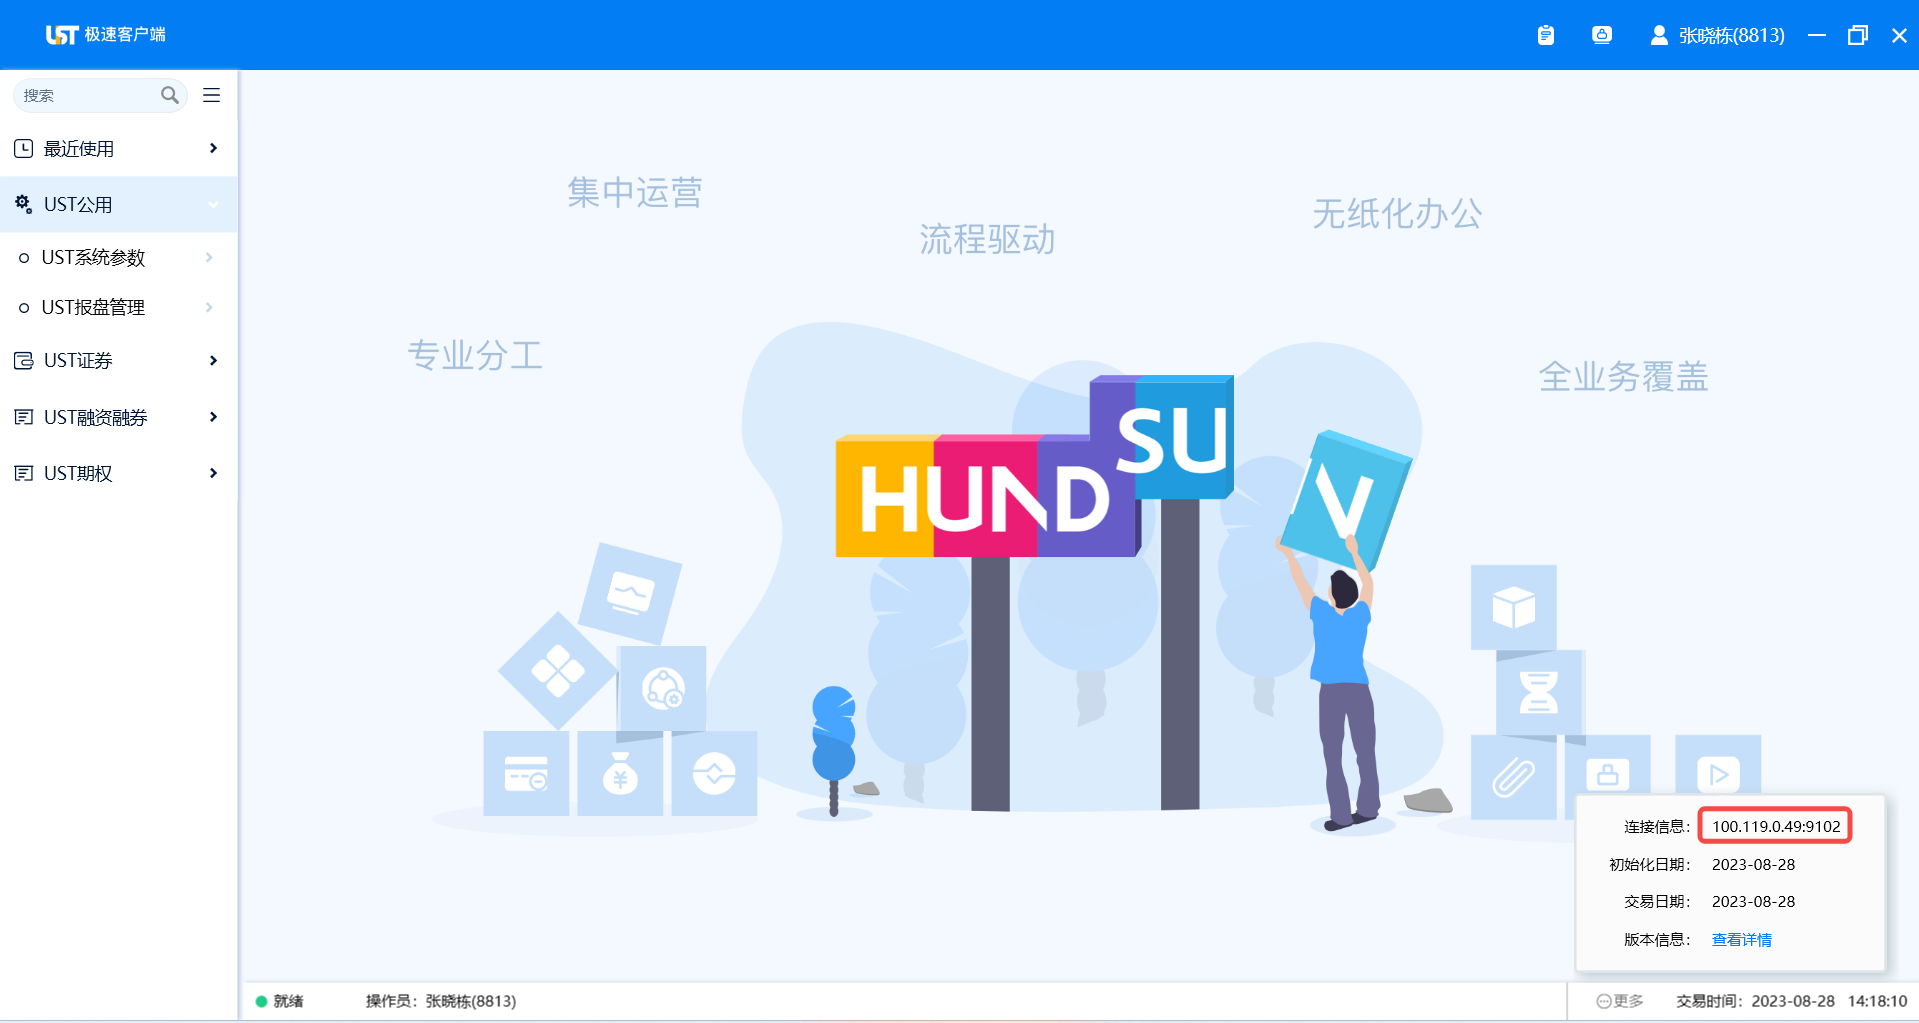 UST 极速客户端
张晓栋(8813)
搜索
最近使用
UST公用
UST系统参数
UST报盘管理
UST证券
UST融资融券
UST期权
集中运营
流程驱动
无纸化办公
专业分工
全业务覆盖
HUND
SU
N
连接信息： 100.119.0.49:9102
初始化日期： 2023-08-28
交易日期： 2023-08-28
版本信息： 查看详情
就绪 操作员：张晓栋(8813)
更多 交易时间：2023-08-28 14:18:10